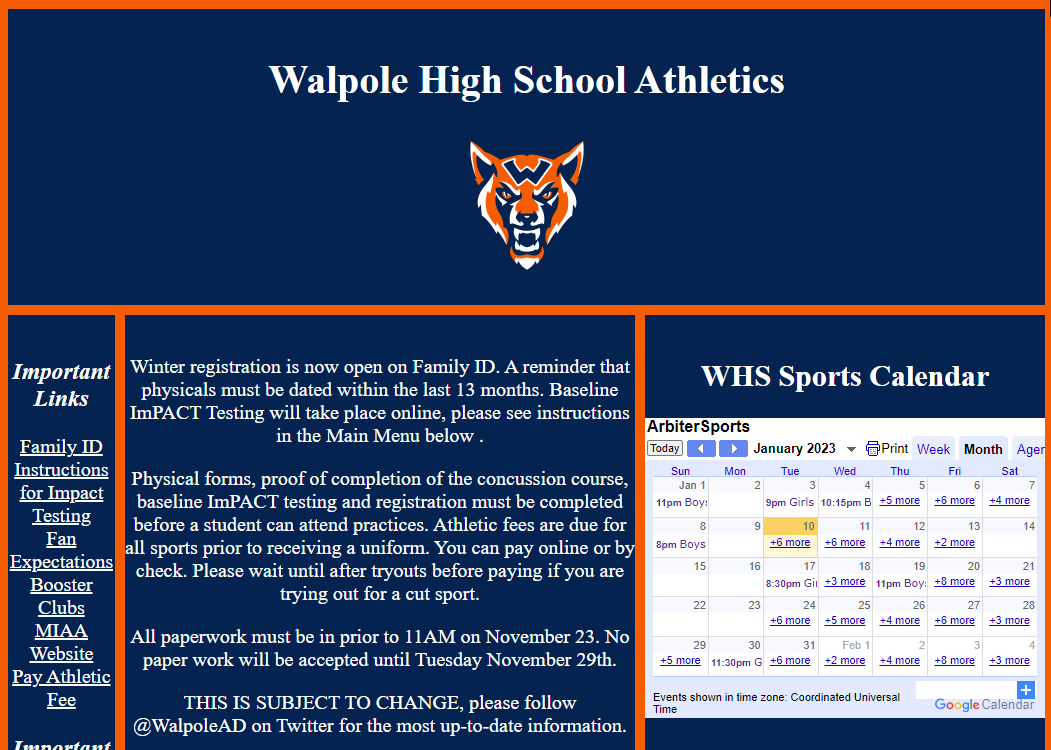 Walpole High School Athletics
W
Important
Links
Family ID
Instructions
for Impact
Testing
Fan
Expectations
Booster
Clubs
MIAA
Website
Pay Athletic
Fee
Important
Winter registration is now open on Family ID. A reminder that
physicals must be dated within the last 13 months. Baseline
ImPACT Testing will take place online, please see instructions
in the Main Menu below .
Physical forms, proof of completion of the concussion course,
baseline ImPACT testing and registration must be completed
before a student can attend practices. Athletic fees are due for
all sports prior to receiving a uniform. You can pay online or by
check. Please wait until after tryouts before paying if you are
trying out for a cut sport.
All paperwork must be in prior to 11AM on November 23. No
paper work will be accepted until Tuesday November 29th.
THIS IS SUBJECT TO CHANGE, please follow
@WalpoleAD on Twitter for the most up-to-date information.
WHS Sports Calendar
ArbiterSports
Today January 2023 Print Week Month Agen
Sun Mon Tue Wed Thu Fri Sat
Jan 1 2 3 4 5 6 7
11pm Boys 9pm Girls 10:15pm B +5 more +6 more +4 more
8 9 10 11 12 13 14
8pm Boys +6 more +6 more +4 more +2 more
15 16 17 18 19 20 21
8:30pm Gi +3 more 11pm Boys +8 more +3 more
22 23 24 25 26 27 28
+6 more +5 more +4 more +6 more +3 more
29 30 31 Feb 1 2 3 4
+5 more 11:30pm G +6 more +2 more +4 more +8 more +3 more
Events shown in time zone: Coordinated Universal
Time
+
Google Calendar